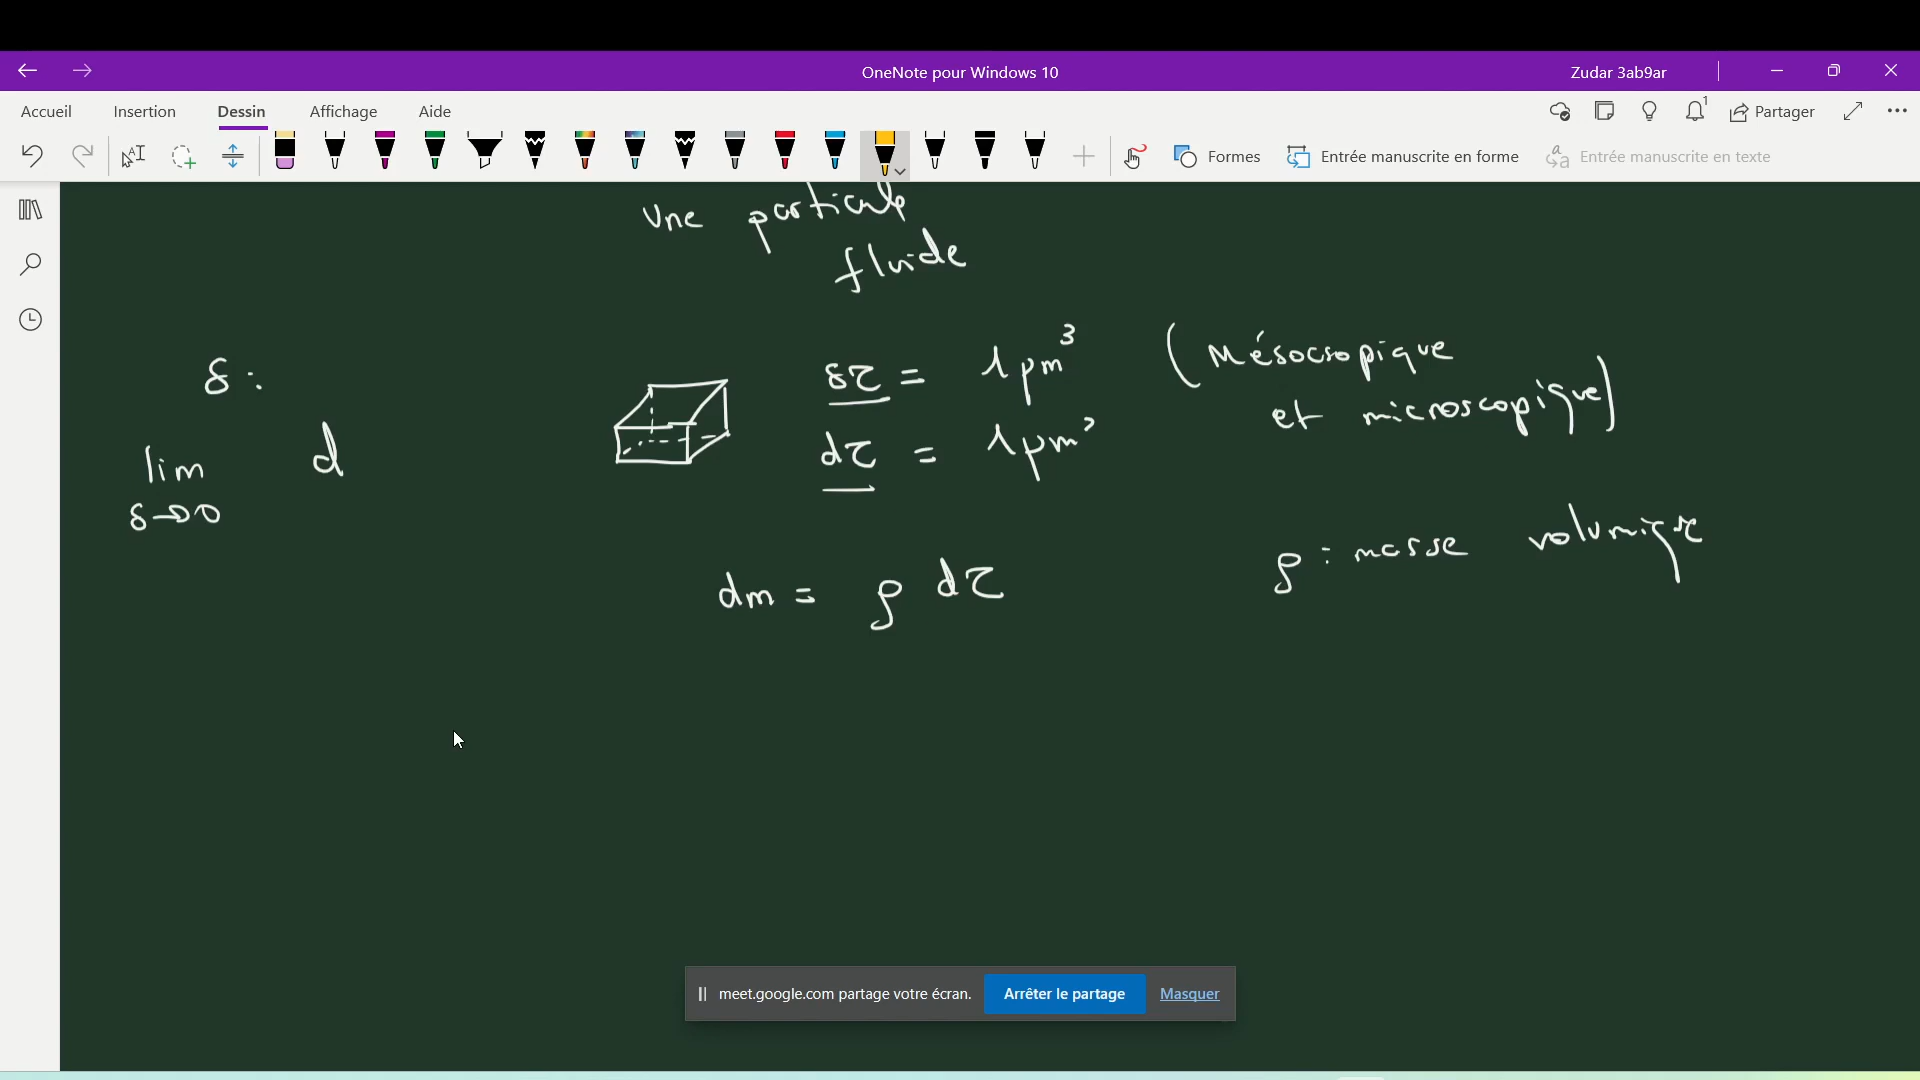 OneNote pour Windows 10
Zudar 3ab9ar
Accueil Insertion Dessin Affichage Aide
1
Partager
Formes
Entrée manuscrite en forme
Entrée manuscrite en texte
une particule
fluide
δ :
lim d
δ→0
δτ = 1 μm³
dτ = 1 μm³
(Mésocsopique
et microscopique)
dm = ρ dτ
ρ : masse volumique
meet.google.com partage votre écran.
Arrêter le partage
Masquer